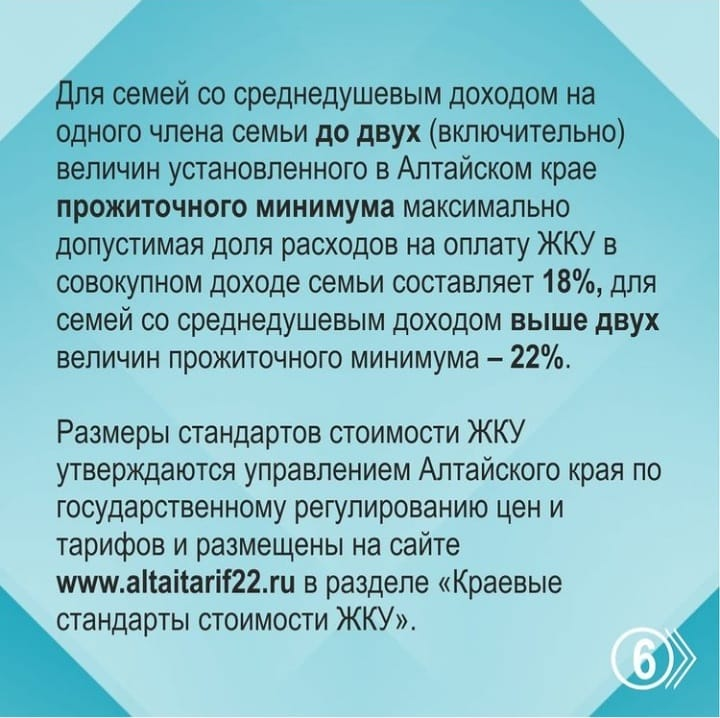 Для семей со среднедушевым доходом на
одного члена семьи до двух (включительно)
величин установленного в Алтайском крае
прожиточного минимума максимально
допустимая доля расходов на оплату ЖКУ в
совокупном доходе семьи составляет 18%, для
семей со среднедушевым доходом выше двух
величин прожиточного минимума – 22%.
Размеры стандартов стоимости ЖКУ
утверждаются управлением Алтайского края по
государственному регулированию цен и
тарифов и размещены на сайте
www.altaitarif22.ru в разделе «Краевые
стандарты стоимости ЖКУ».
6